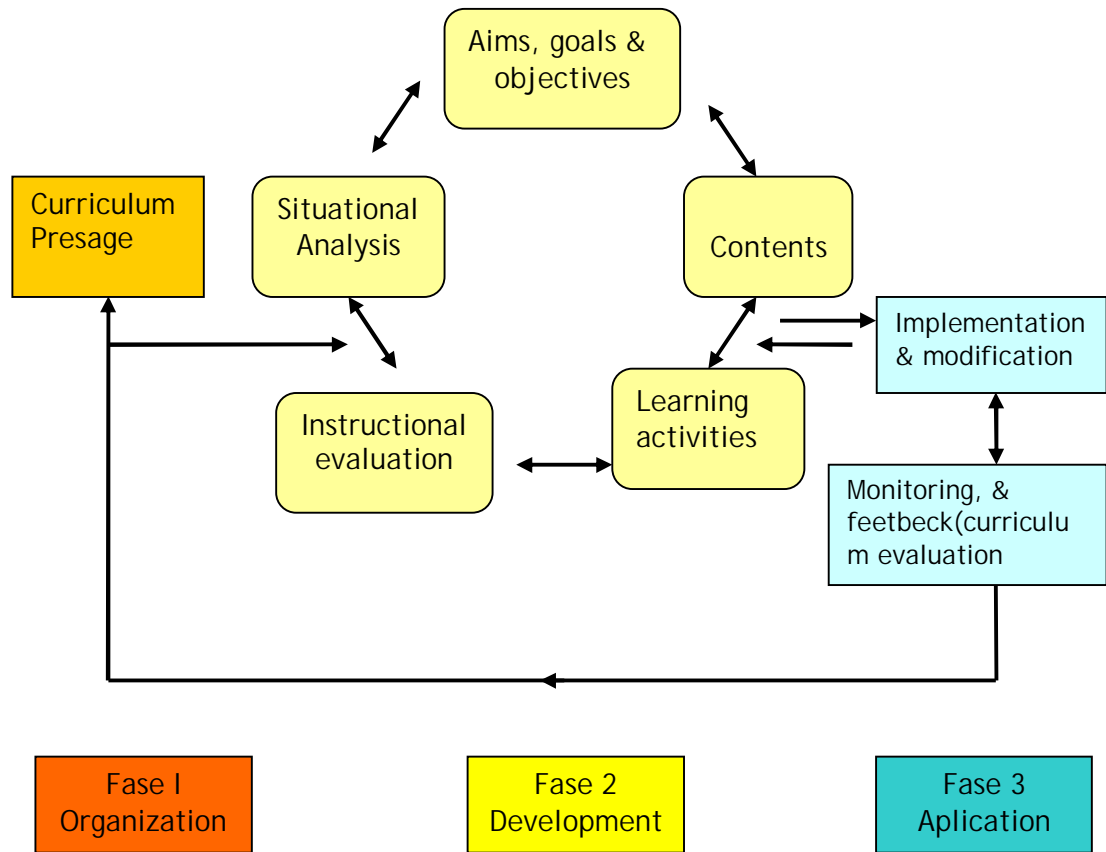 Aims, goals &
objectives
Curriculum
Presage
Situational
Analysis
Contents
Implementation
& modification
Instructional
evaluation
Learning
activities
Monitoring, &
feetbeck(curriculu
m evaluation
Fase I
Organization
Fase 2
Development
Fase 3
Aplication